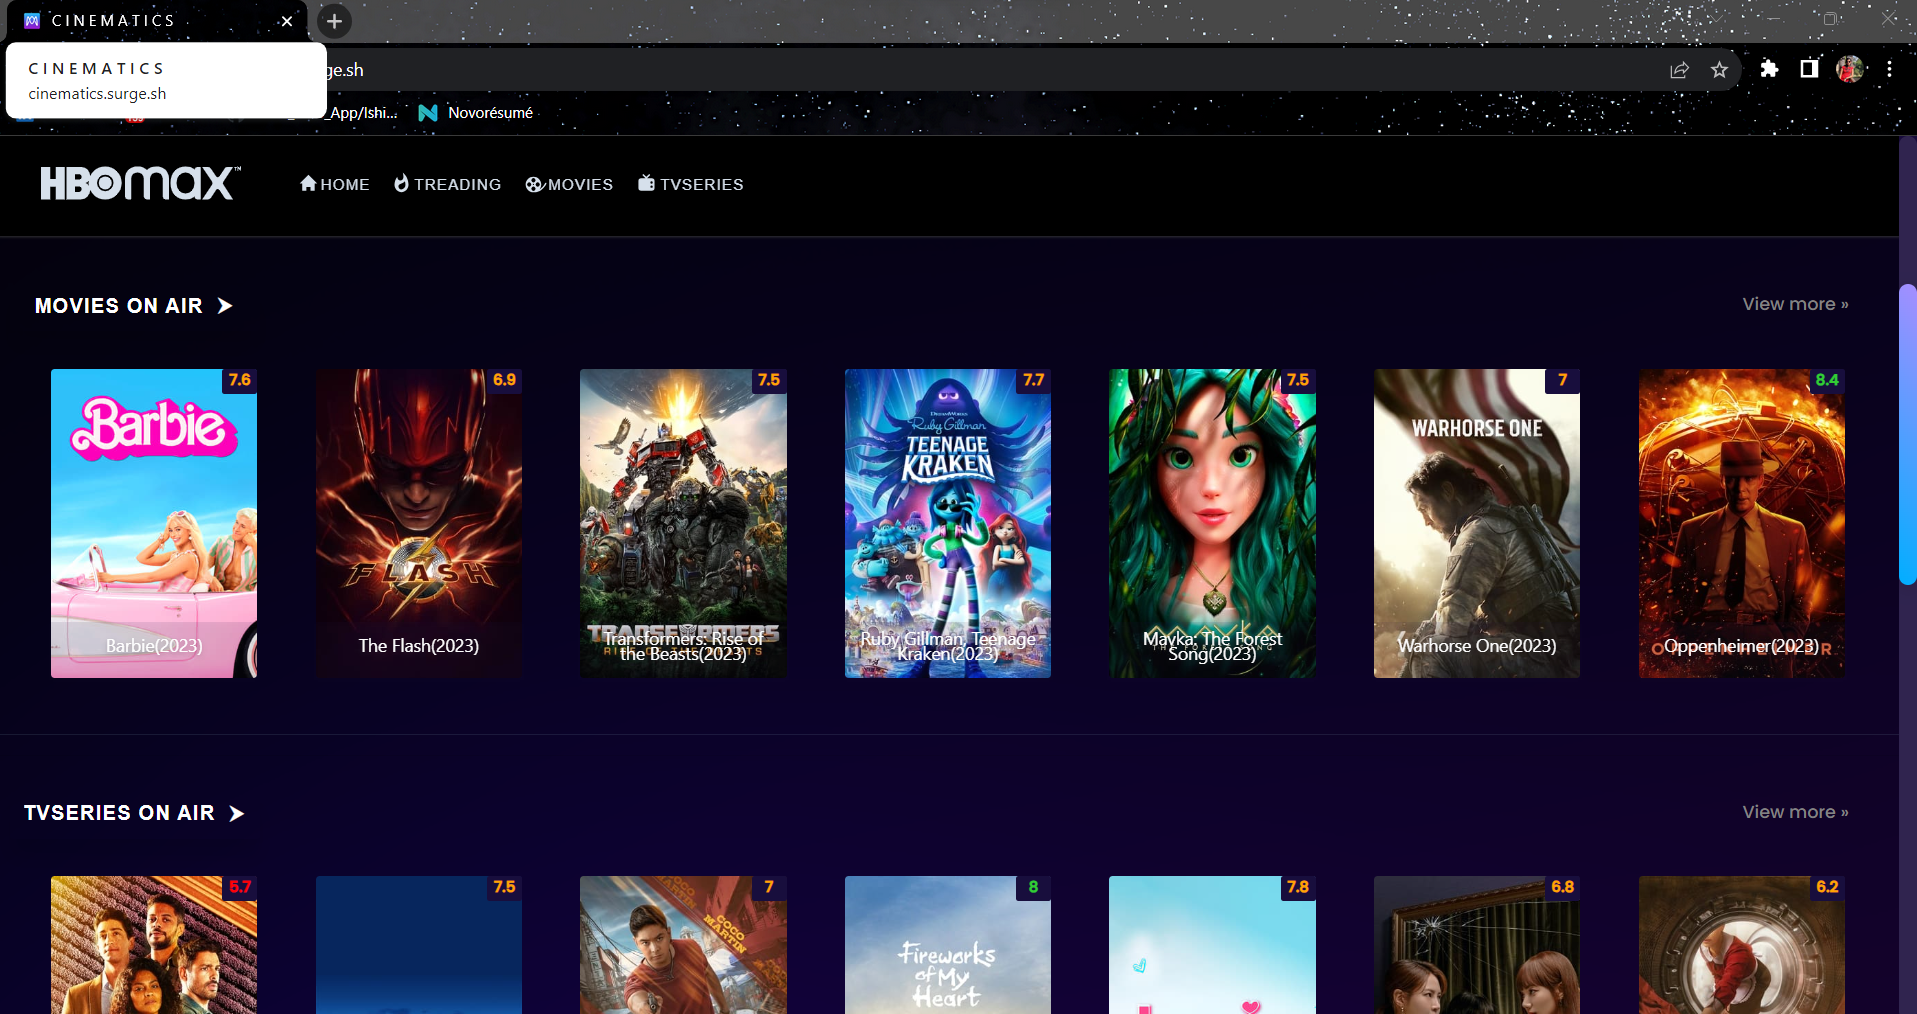 CINEMATICS
CINEMATICS
cinematics.surge.sh
ge.sh
_App/Ishi...
Novorésumé
HBOmax™
HOME
TREADING
MOVIES
TVSERIES
MOVIES ON AIR
View more »
7.6
6.9
7.5
7.7
7.5
7
8.4
Barbie
Barbie(2023)
FLASH
The Flash(2023)
TRANSFORMERS
Transformers: Rise of
the Beasts(2023)
DREAMWORKS
Ruby Gillman
TEENAGE
KRAKEN
Ruby Gillman, Teenage
Kraken(2023)
Mavka: The Forest
Song(2023)
WARHORSE ONE
Warhorse One(2023)
Oppenheimer(2023)
TVSERIES ON AIR
View more »
5.7
7.5
7
8
7.8
6.8
6.2
COCO
MARTIN
COCO
MARTIN
Fireworks
of My
Heart